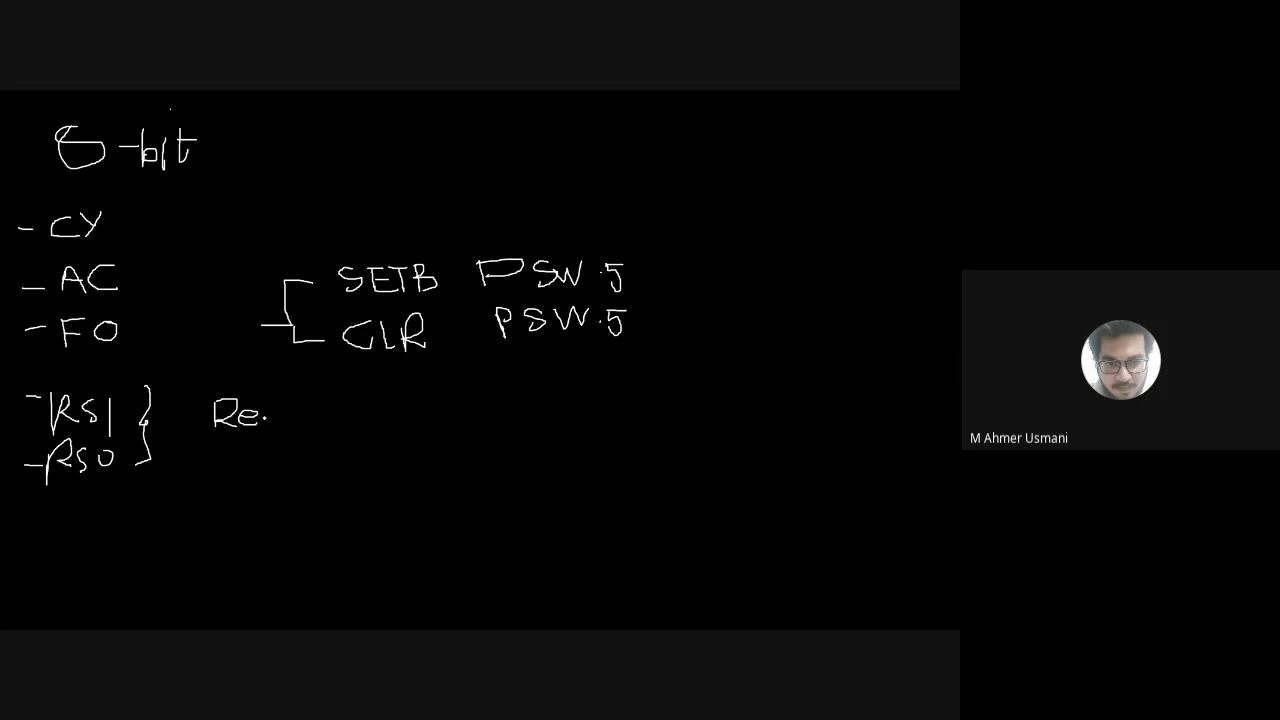 8-bit
- CY
- AC
- F0
SETB PSW.5
CLR PSW.5
- RS1
- RS0
Re.
M Ahmer Usmani